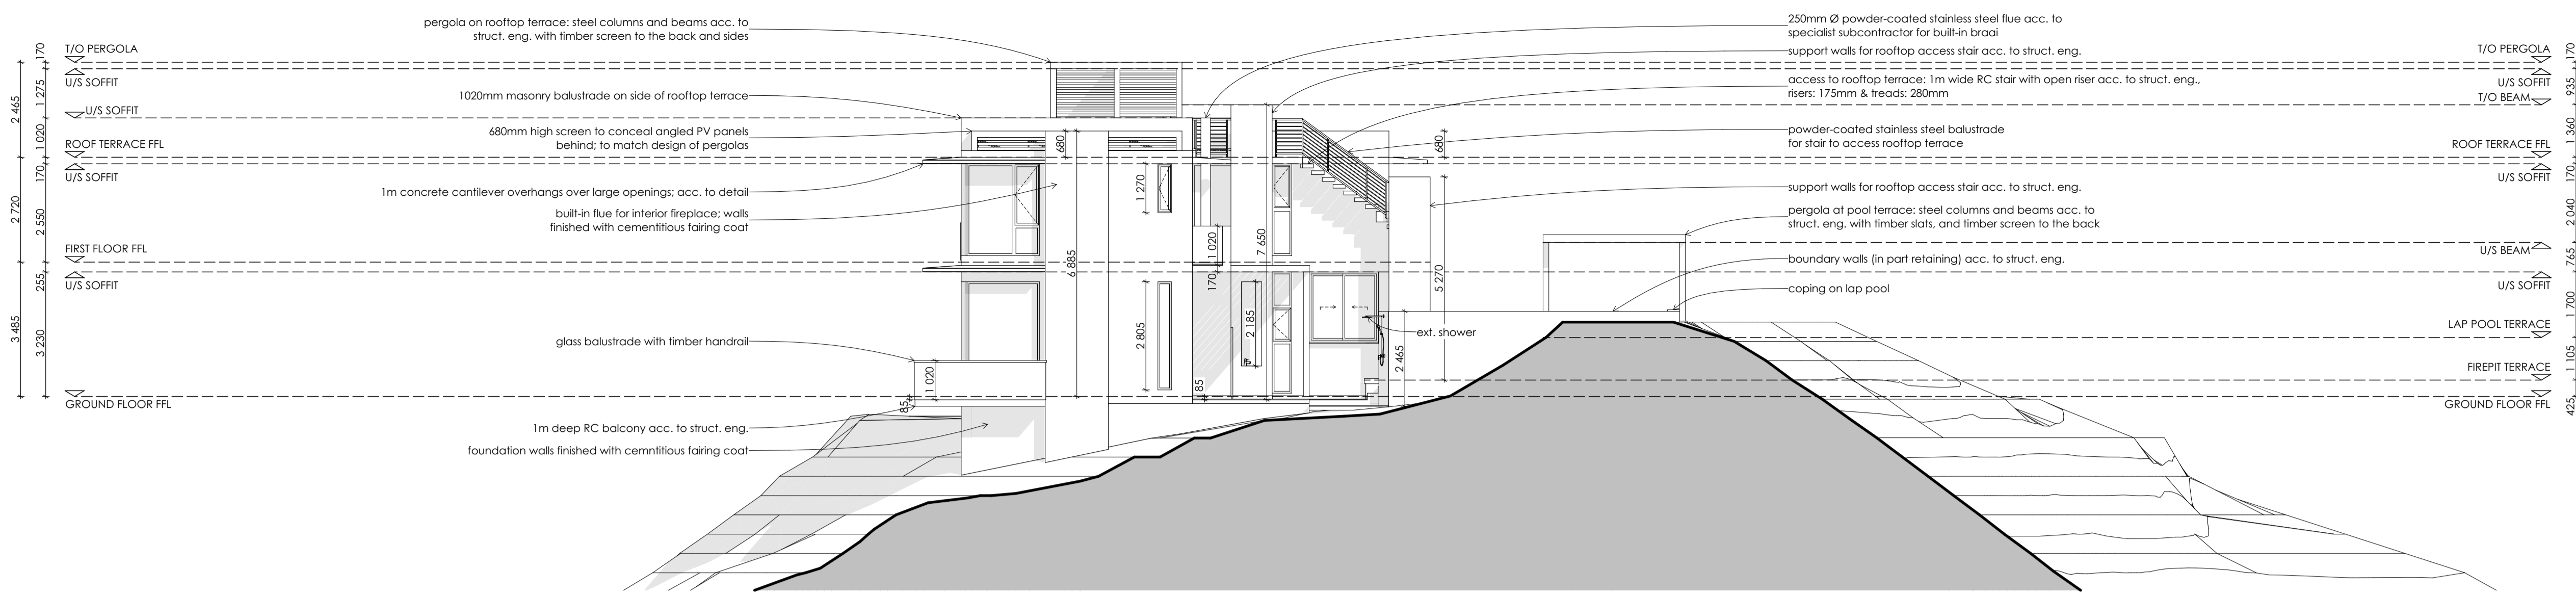 pergola on rooftop terrace: steel columns and beams acc. to
struct. eng. with timber screen to the back and sides
1020mm masonry balustrade on side of rooftop terrace
680mm high screen to conceal angled PV panels
behind; to match design of pergolas
1m concrete cantilever overhangs over large openings; acc. to detail
built-in flue for interior fireplace; walls
finished with cementitious fairing coat
glass balustrade with timber handrail
1m deep RC balcony acc. to struct. eng.
foundation walls finished with cemntitious fairing coat
T/O PERGOLA
U/S SOFFIT
U/S SOFFIT
ROOF TERRACE FFL
U/S SOFFIT
FIRST FLOOR FFL
U/S SOFFIT
GROUND FLOOR FFL
2 465
2 720
3 485
170
1 275
1 020
170
2 550
255
3 230
680
1 270
6 885
2 805
1 020
85
1 020
170
7 650
2 185
85
680
5 270
2 465
ext. shower
250mm Ø powder-coated stainless steel flue acc. to
specialist subcontractor for built-in braai
support walls for rooftop access stair acc. to struct. eng.
access to rooftop terrace: 1m wide RC stair with open riser acc. to struct. eng.,
risers: 175mm & treads: 280mm
powder-coated stainless steel balustrade
for stair to access rooftop terrace
support walls for rooftop access stair acc. to struct. eng.
pergola at pool terrace: steel columns and beams acc. to
struct. eng. with timber slats, and timber screen to the back
boundary walls (in part retaining) acc. to struct. eng.
coping on lap pool
T/O PERGOLA
U/S SOFFIT
T/O BEAM
ROOF TERRACE FFL
U/S SOFFIT
U/S BEAM
U/S SOFFIT
LAP POOL TERRACE
FIREPIT TERRACE
GROUND FLOOR FFL
170
935
1 360
170
2 040
765
1 700
1 105
425